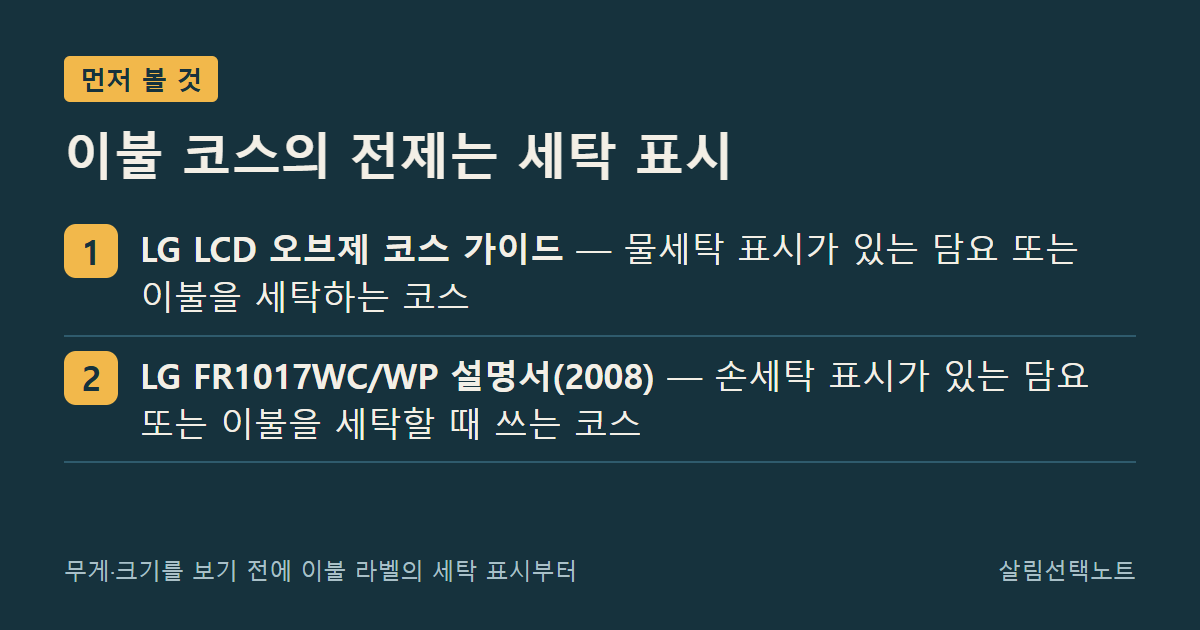 먼저 볼 것
이불 코스의 전제는 세탁 표시
1 LG LCD 오브제 코스 가이드 — 물세탁 표시가 있는 담요 또는
이불을 세탁하는 코스
2 LG FR1017WC/WP 설명서(2008) — 손세탁 표시가 있는 담요
또는 이불을 세탁할 때 쓰는 코스
무게·크기를 보기 전에 이불 라벨의 세탁 표시부터
살림선택노트